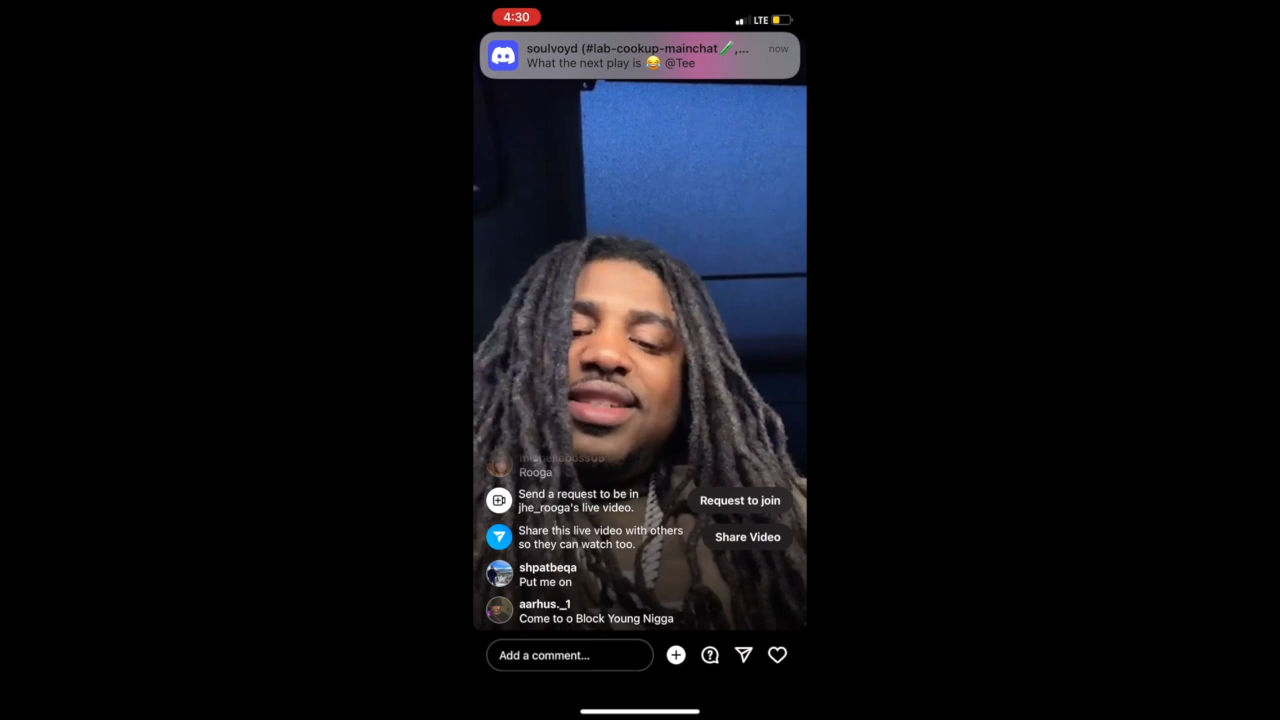 4:30
LTE
soulvoyd (#lab-cookup-mainchat🧪,...
now
What the next play is 😂 @Tee
Rooga
Send a request to be in
jhe_rooga's live video.
Request to join
Share this live video with others
so they can watch too.
Share Video
shpatbeqa
Put me on
aarhus._1
Come to o Block Young Nigga
Add a comment...